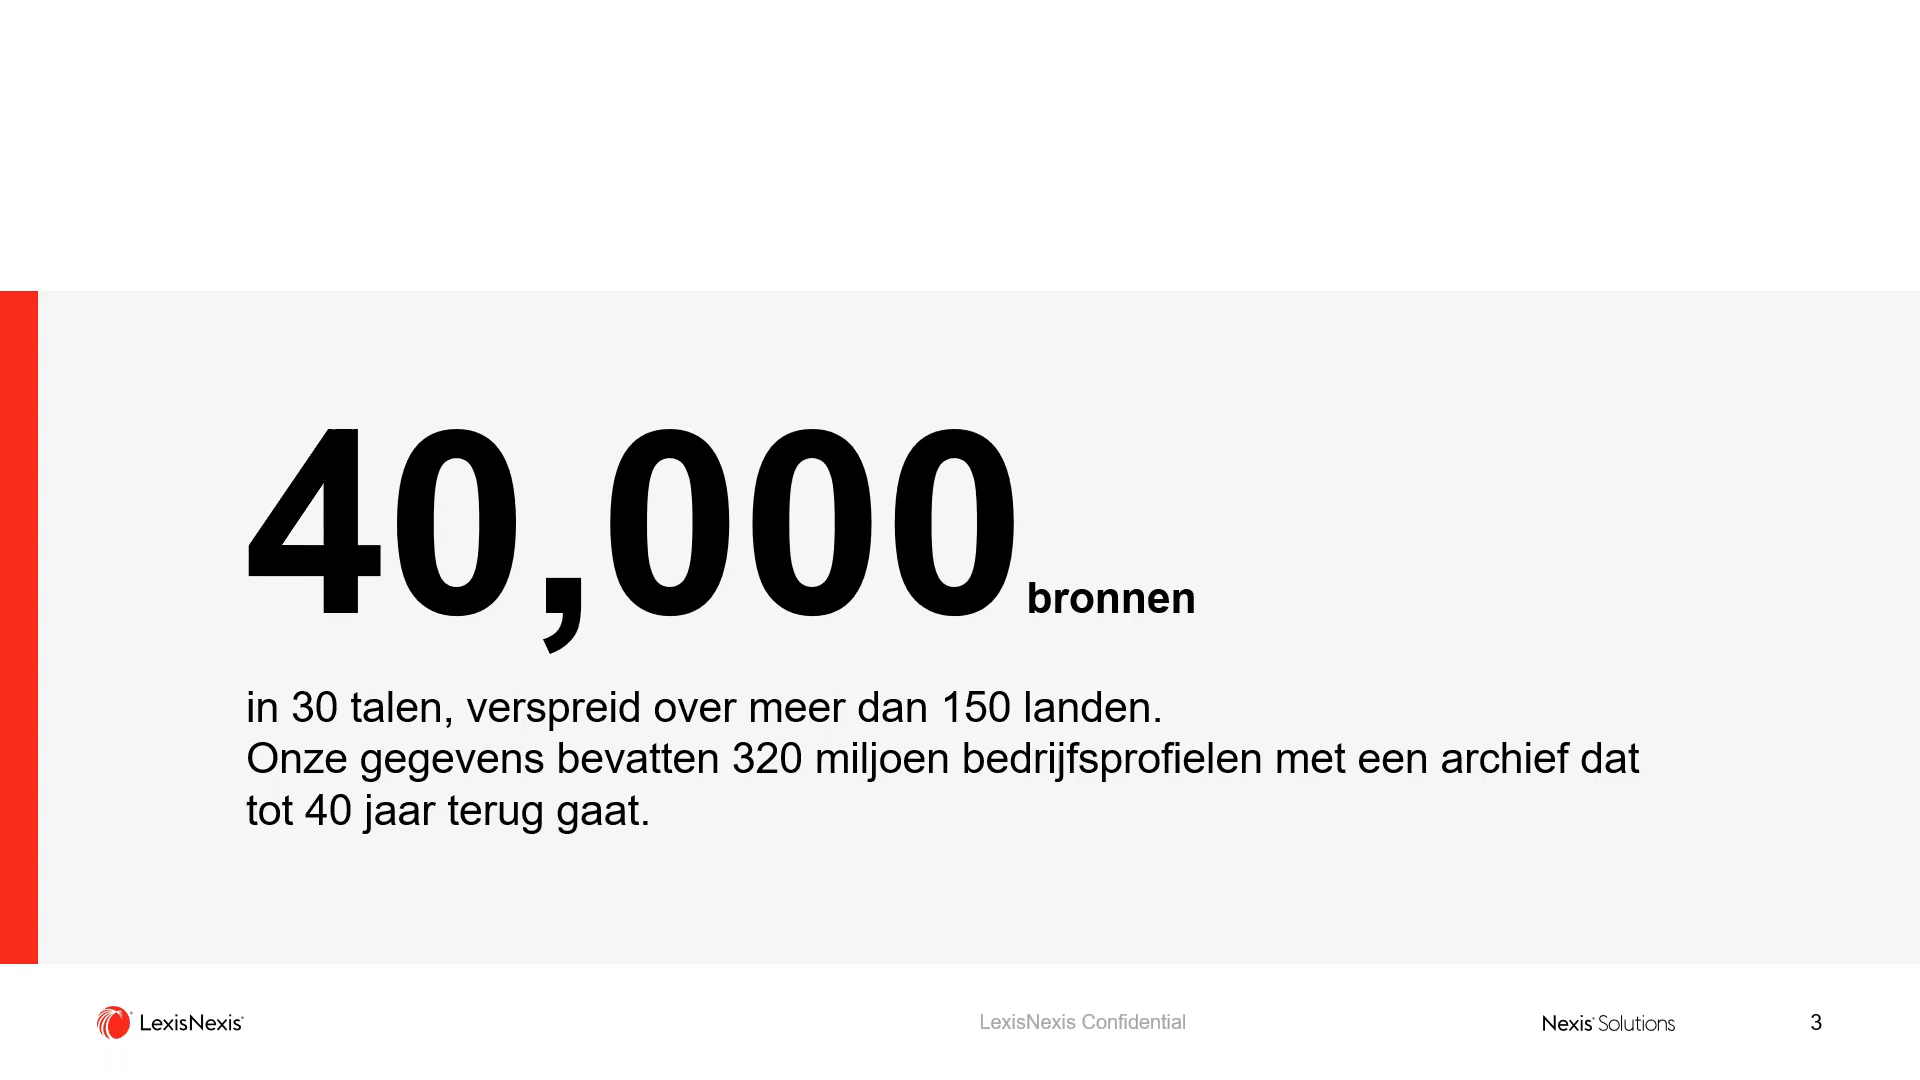 40,000 bronnen
in 30 talen, verspreid over meer dan 150 landen.
Onze gegevens bevatten 320 miljoen bedrijfsprofielen met een archief dat
tot 40 jaar terug gaat.
LexisNexis® LexisNexis Confidential Nexis® Solutions 3